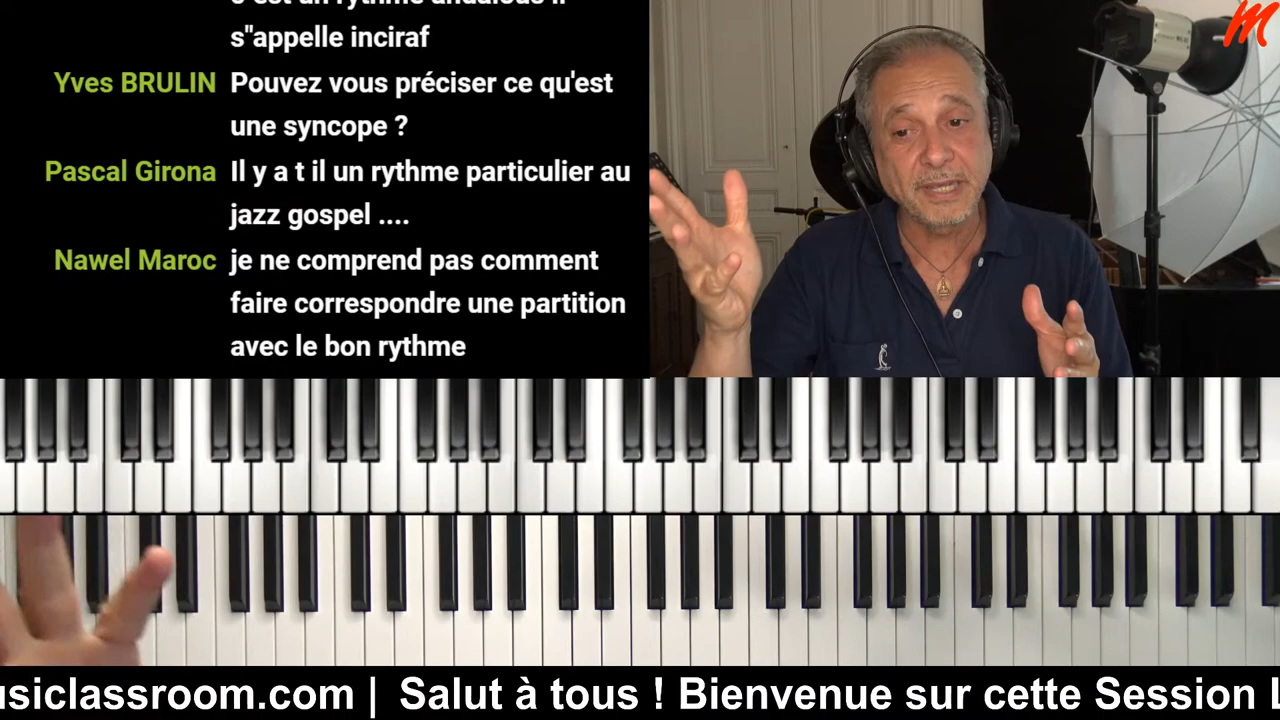 s"appelle inciraf
Yves BRULIN Pouvez vous préciser ce qu'est
une syncope ?
Pascal Girona Il y a t il un rythme particulier au
jazz gospel ....
Nawel Maroc je ne comprend pas comment
faire correspondre une partition
avec le bon rythme
usiclassroom.com | Salut à tous ! Bienvenue sur cette Session